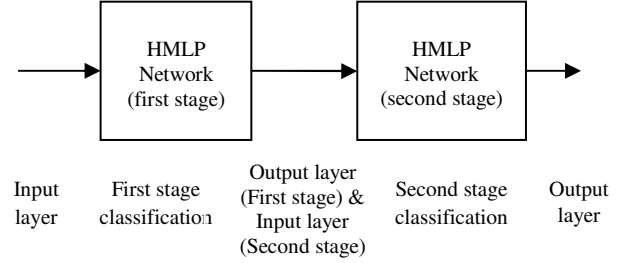 HMLP
Network
(first stage)
HMLP
Network
(second stage)
Input
layer
First stage
classification
Output layer
(First stage) &
Input layer
(Second stage)
Second stage
classification
Output
layer